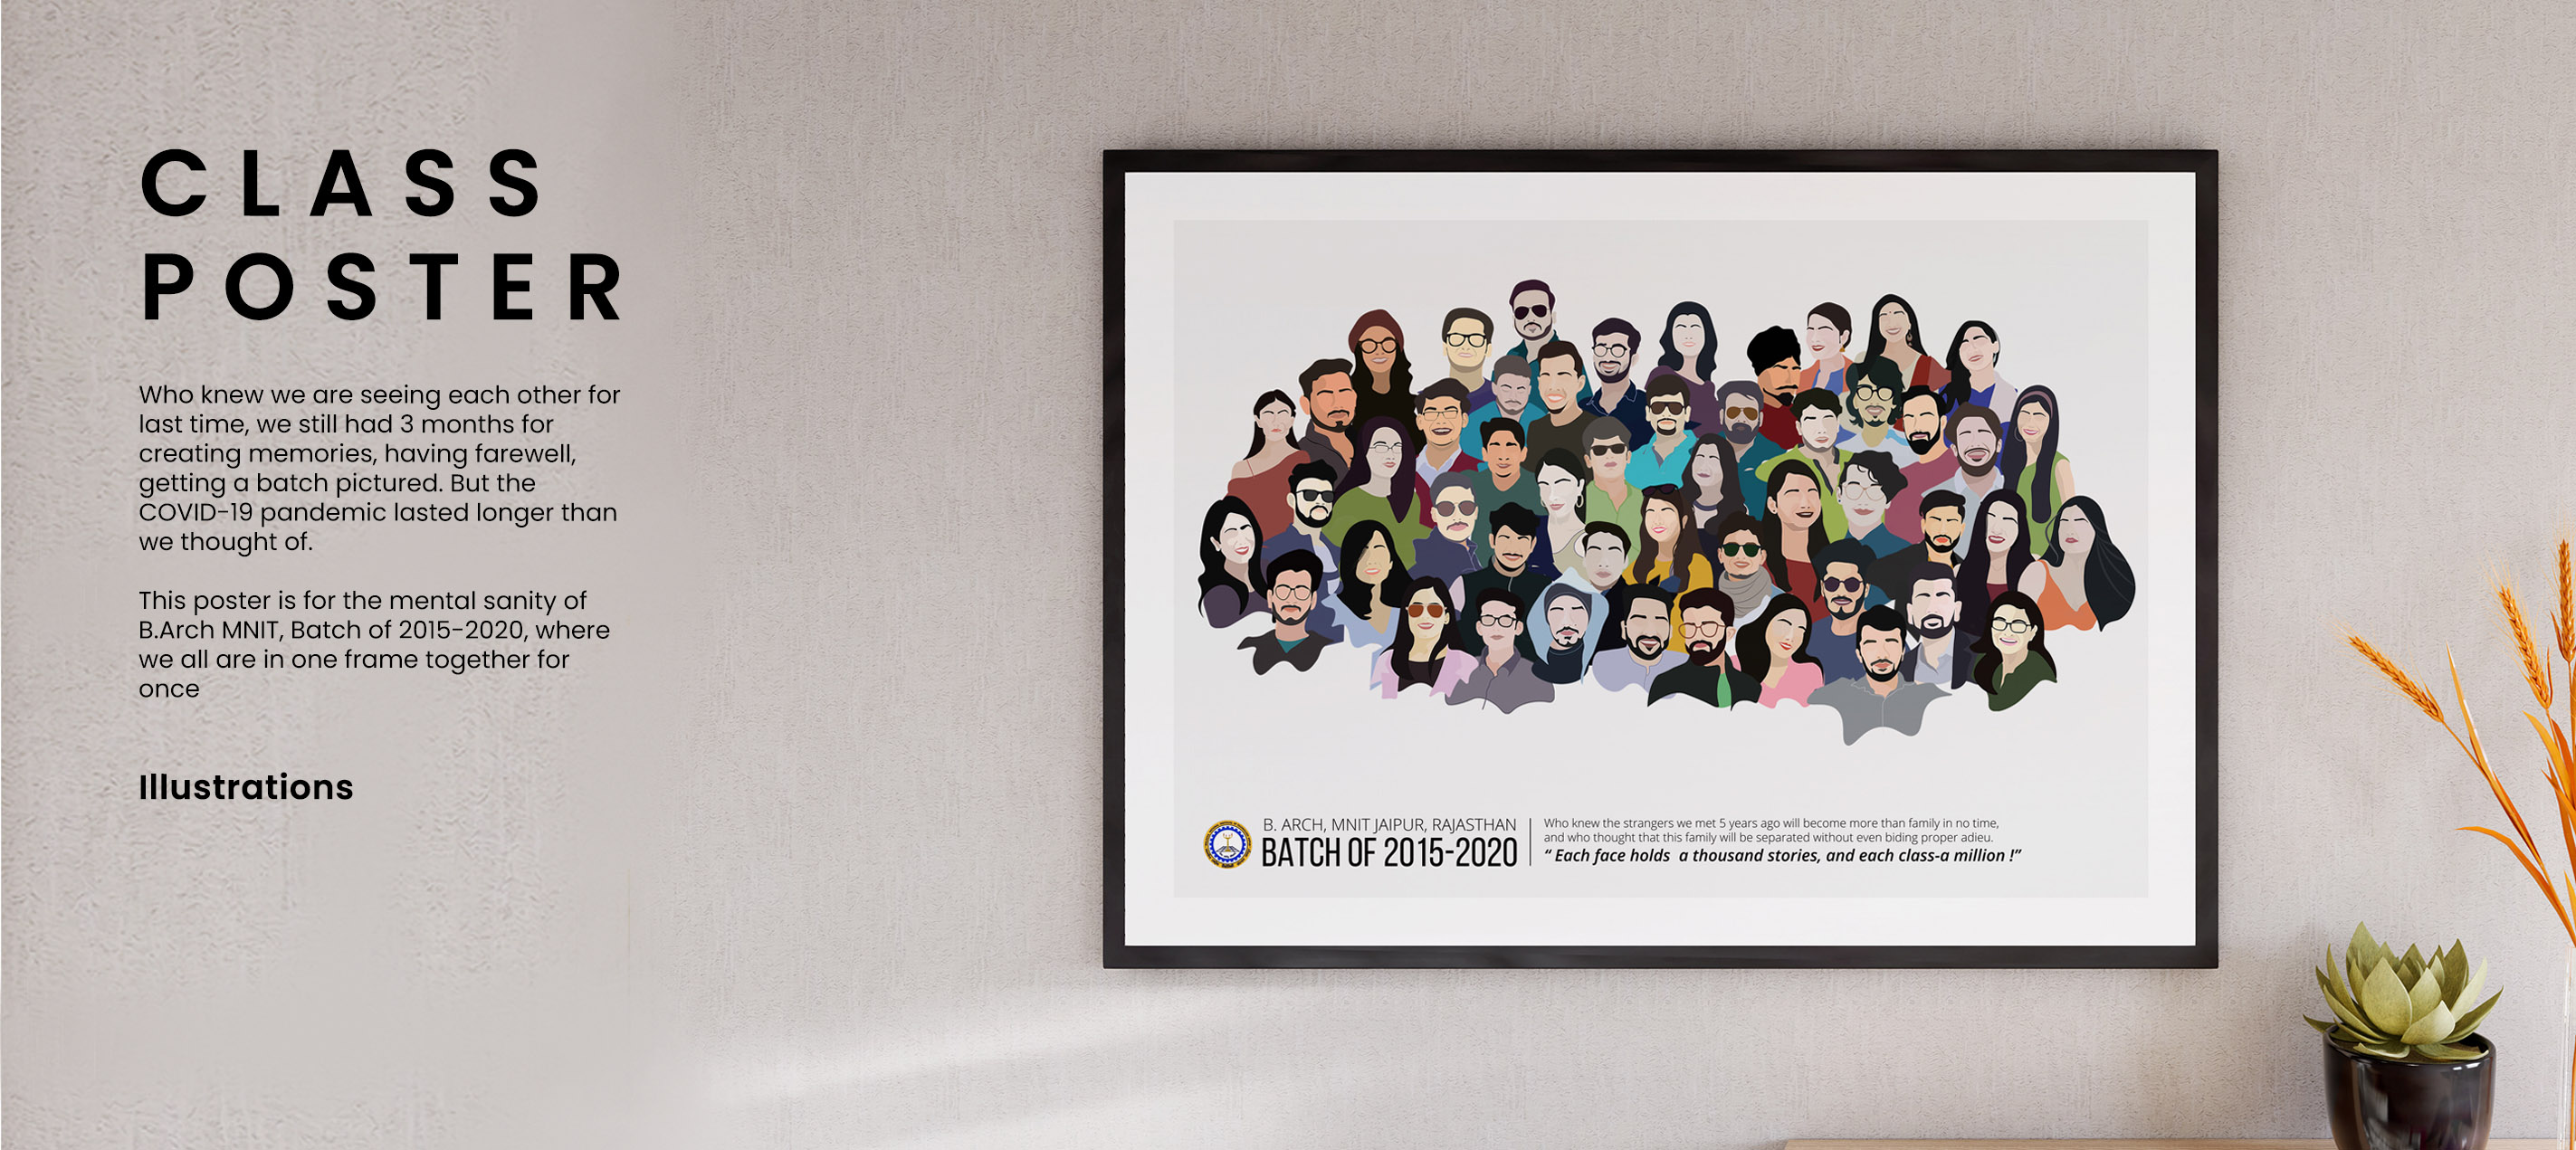 CLASS
POSTER
Who knew we are seeing each other for
last time, we still had 3 months for
creating memories, having farewell,
getting a batch pictured. But the
COVID-19 pandemic lasted longer than
we thought of.
This poster is for the mental sanity of
B.Arch MNIT, Batch of 2015-2020, where
we all are in one frame together for
once
Illustrations
B. ARCH, MNIT JAIPUR, RAJASTHAN
BATCH OF 2015-2020
Who knew the strangers we met 5 years ago will become more than family in no time,
and who thought that this family will be separated without even biding proper adieu.
“ Each face holds a thousand stories, and each class-a million !”